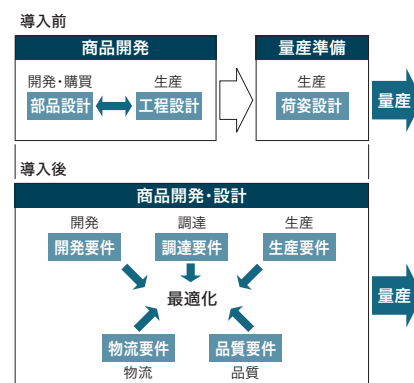 導入前
商品開発
量産準備
開発・購買
生産
生産
部品設計
工程設計
荷姿設計
量産
導入後
商品開発・設計
開発
調達
生産
開発要件
調達要件
生産要件
最適化
量産
物流要件
品質要件
物流
品質